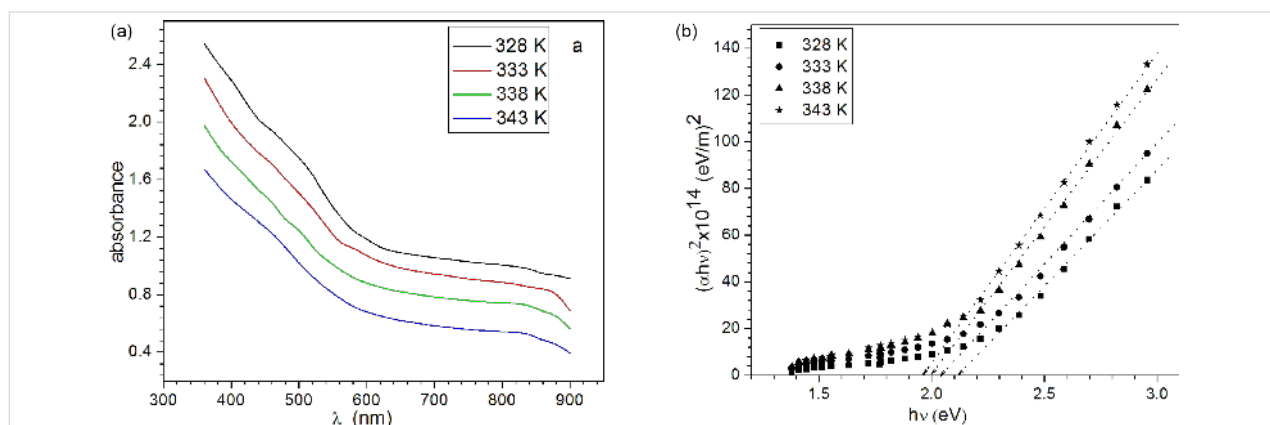 (a)
a
328 K
333 K
338 K
343 K
absorbance
2.4
2.0
1.6
1.2
0.8
0.4
300 400 500 600 700 800 900
λ (nm)
(b)
328 K
333 K
338 K
343 K
(αhν)²x10¹⁴ (eV/m)²
140
120
100
80
60
40
20
0
1.5 2.0 2.5 3.0
hν (eV)